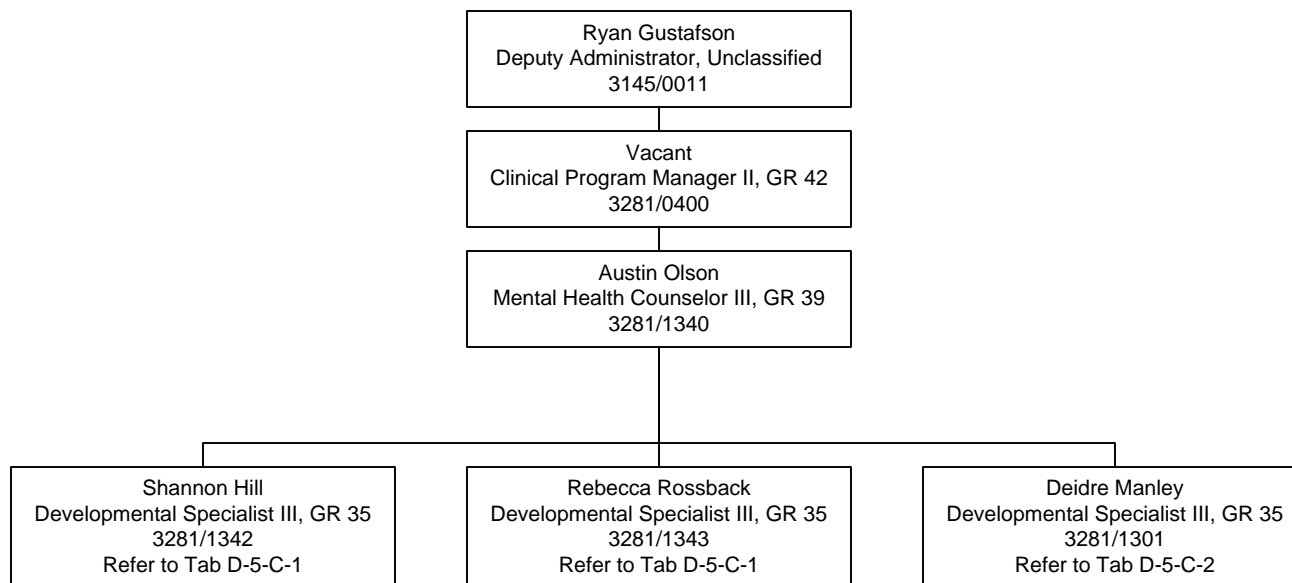 Ryan Gustafson
Deputy Administrator, Unclassified
3145/0011
Vacant
Clinical Program Manager II, GR 42
3281/0400
Austin Olson
Mental Health Counselor III, GR 39
3281/1340
Shannon Hill
Developmental Specialist III, GR 35
3281/1342
Refer to Tab D-5-C-1
Rebecca Rossback
Developmental Specialist III, GR 35
3281/1343
Refer to Tab D-5-C-1
Deidre Manley
Developmental Specialist III, GR 35
3281/1301
Refer to Tab D-5-C-2